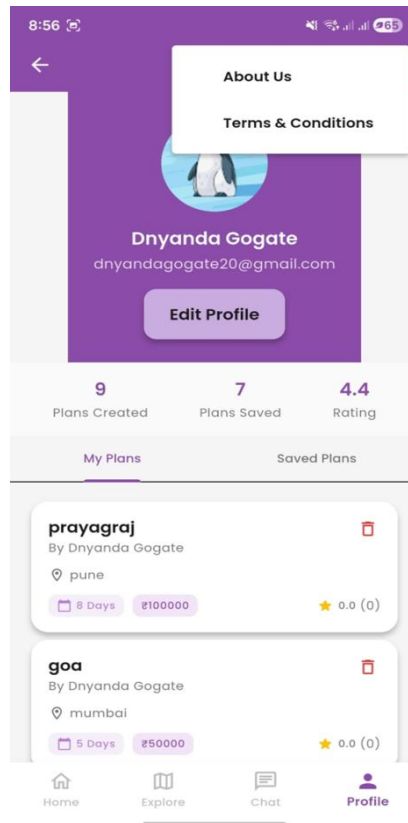 8:56
65
About Us
Terms & Conditions
Dnyanda Gogate
dnyandagogate20@gmail.com
Edit Profile
9 7 4.4
Plans Created Plans Saved Rating
My Plans Saved Plans
prayagraj
By Dnyanda Gogate
pune
8 Days ₹100000 0.0 (0)
goa
By Dnyanda Gogate
mumbai
5 Days ₹50000 0.0 (0)
Home Explore Chat Profile